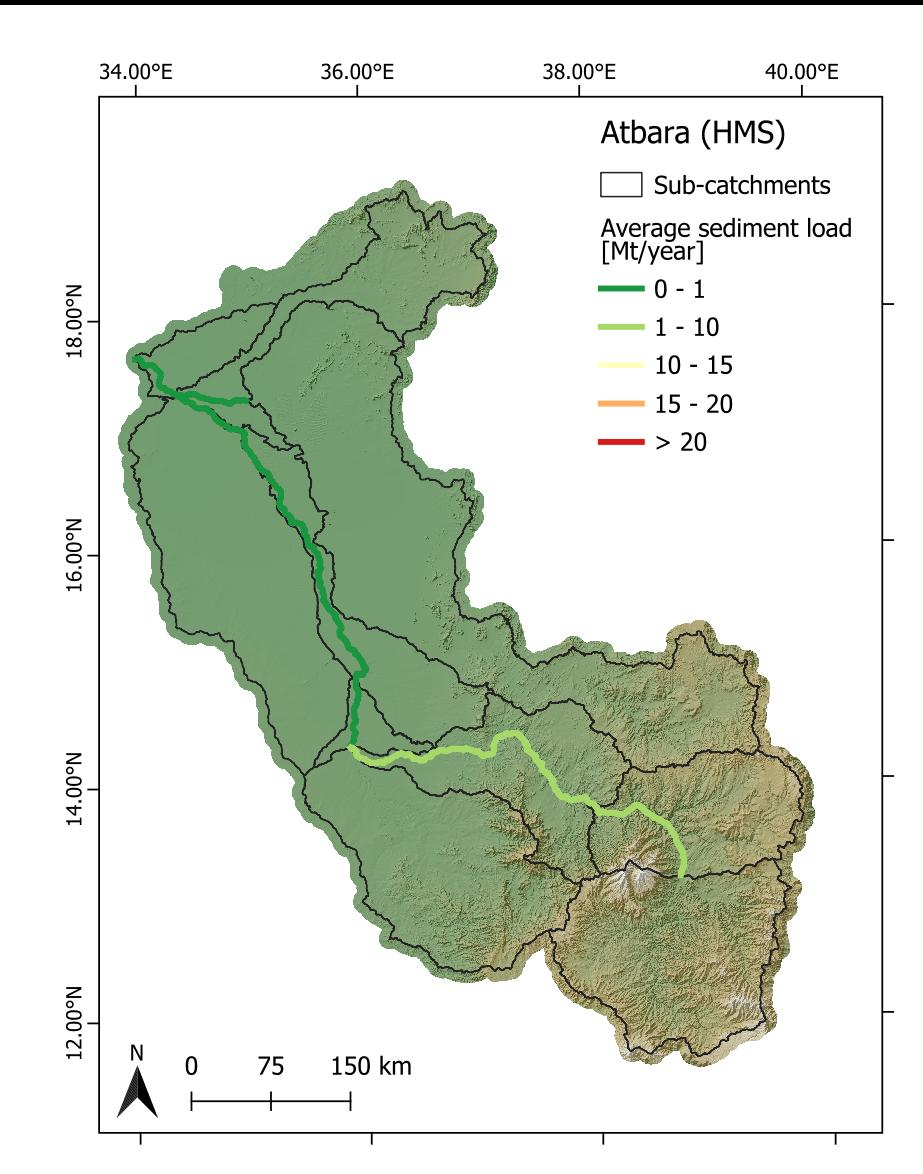 34.00°E 36.00°E 38.00°E 40.00°E
Atbara (HMS)
Sub-catchments
Average sediment load
[Mt/year]
0 - 1
1 - 10
10 - 15
15 - 20
> 20
18.00°N
16.00°N
14.00°N
12.00°N
N
0 75 150 km